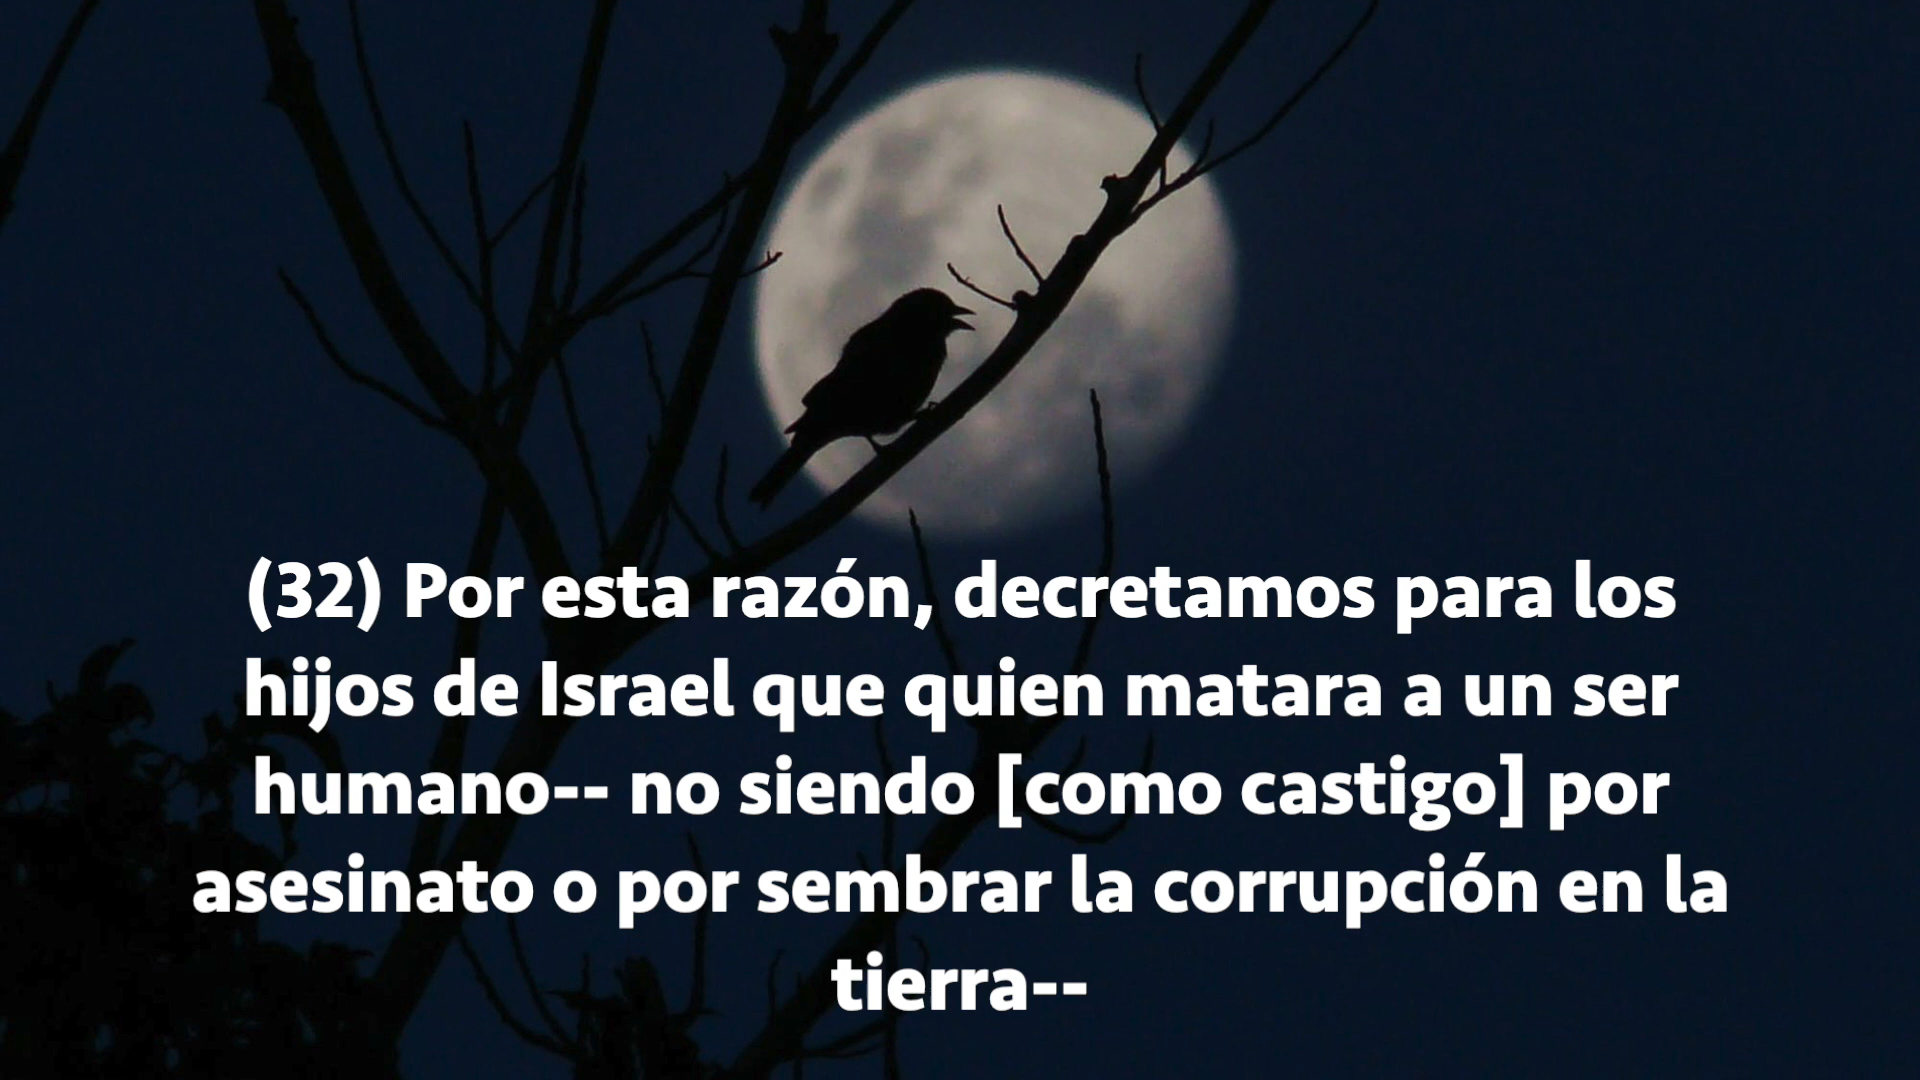 (32) Por esta razón, decretamos para los
hijos de Israel que quien matara a un ser
humano-- no siendo [como castigo] por
asesinato o por sembrar la corrupción en la
tierra--